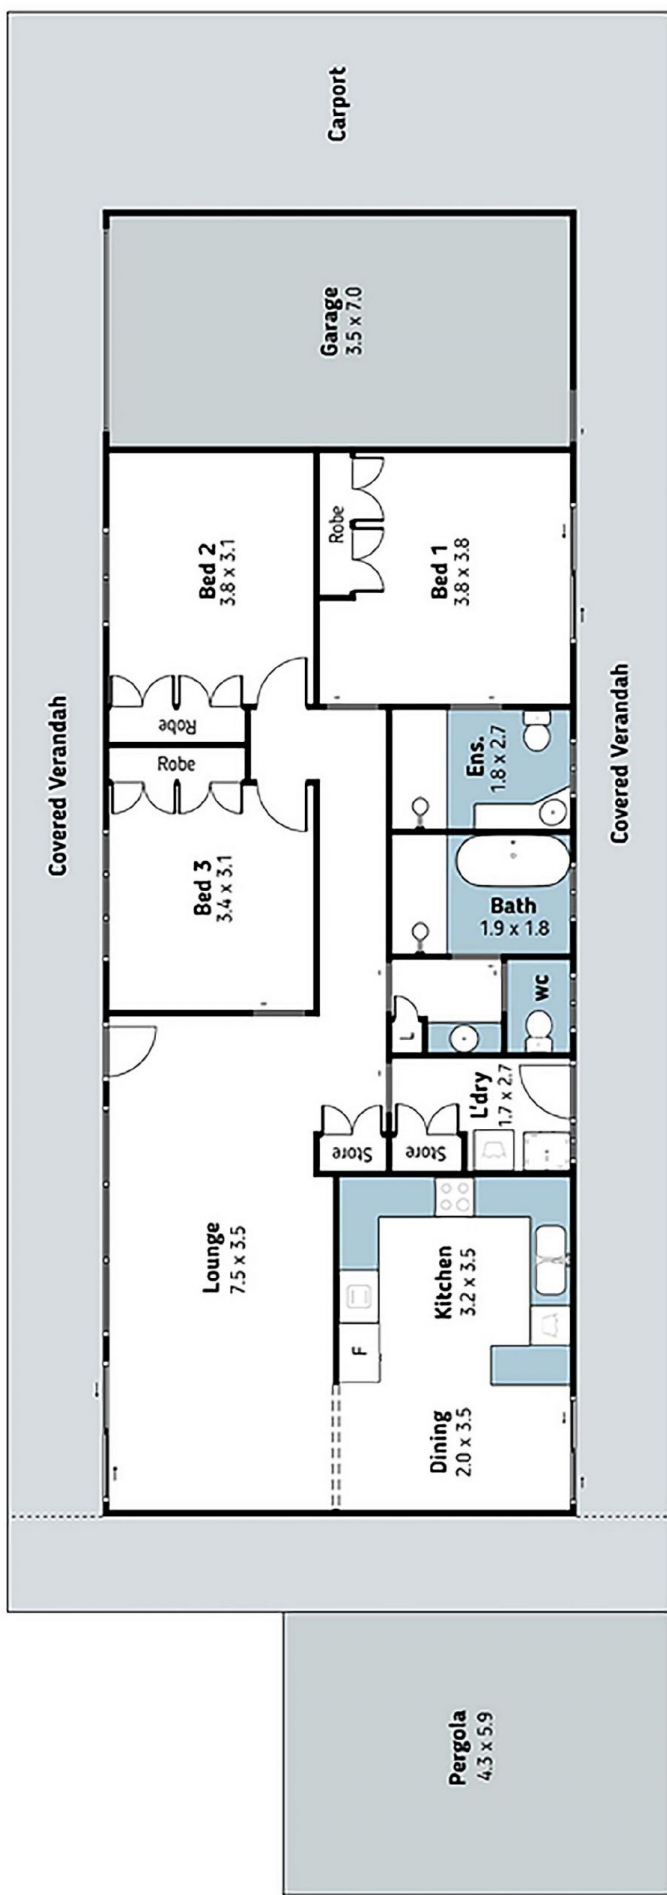 Carport
Garage
3.5 x 7.0
Bed 2
3.8 x 3.1
Robe
Bed 1
3.8 x 3.8
Robe
Robe
Covered Verandah
Covered Verandah
Ens.
1.8 x 2.7
Bed 3
3.4 x 3.1
Bath
1.9 x 1.8
WC
L
L'dry
1.7 x 2.7
Store
Store
Lounge
7.5 x 3.5
Kitchen
3.2 x 3.5
F
Dining
2.0 x 3.5
Pergola
4.3 x 5.9